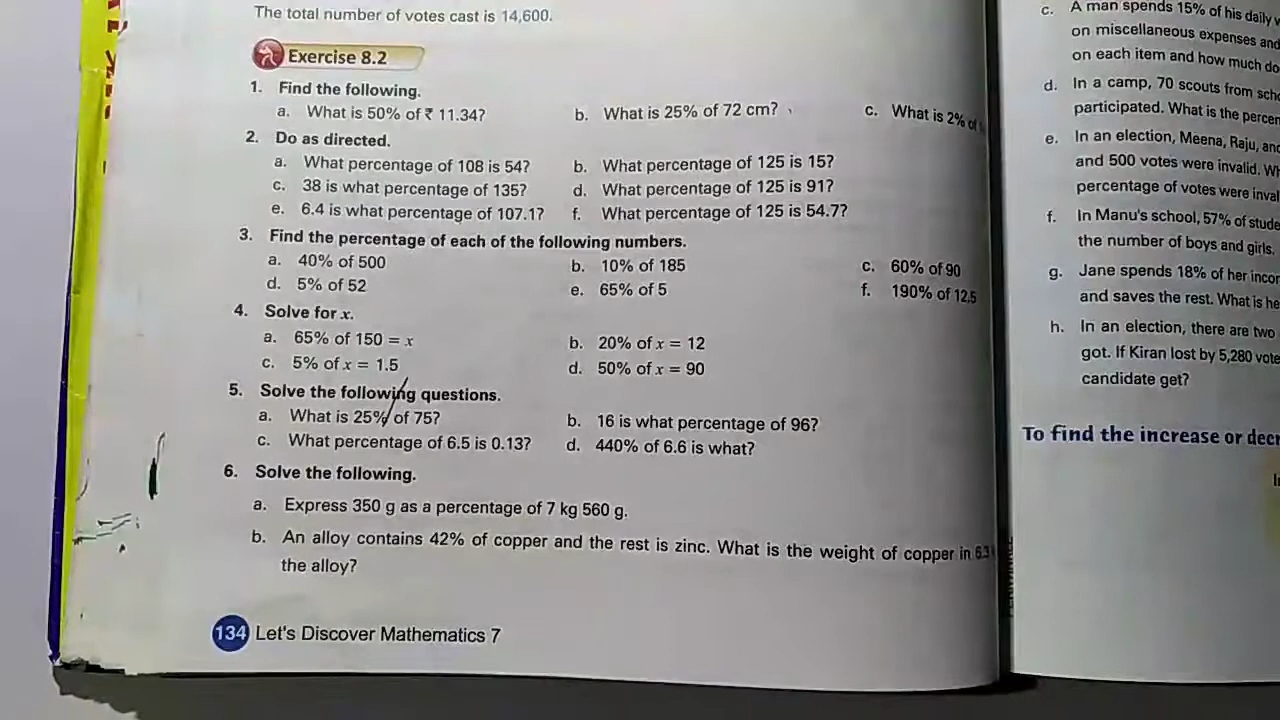 The total number of votes cast is 14,600.
Exercise 8.2
1. Find the following.
a. What is 50% of ₹ 11.34? b. What is 25% of 72 cm? c. What is 2% of
2. Do as directed.
a. What percentage of 108 is 54? b. What percentage of 125 is 15?
c. 38 is what percentage of 135? d. What percentage of 125 is 91?
e. 6.4 is what percentage of 107.1? f. What percentage of 125 is 54.7?
3. Find the percentage of each of the following numbers.
a. 40% of 500 b. 10% of 185 c. 60% of 90
d. 5% of 52 e. 65% of 5 f. 190% of 12.5
4. Solve for x.
a. 65% of 150 = x b. 20% of x = 12
c. 5% of x = 1.5 d. 50% of x = 90
5. Solve the following questions.
a. What is 25% of 75? b. 16 is what percentage of 96?
c. What percentage of 6.5 is 0.13? d. 440% of 6.6 is what?
6. Solve the following.
a. Express 350 g as a percentage of 7 kg 560 g.
b. An alloy contains 42% of copper and the rest is zinc. What is the weight of copper in 6.3
the alloy?
134 Let's Discover Mathematics 7
c. A man spends 15% of his daily
on miscellaneous expenses and
on each item and how much do
d. In a camp, 70 scouts from
participated. What is the
e. In an election, Meena, Raju, and
and 500 votes were invalid.
percentage of votes were
f. In Manu's school, 57% of
the number of boys and girls.
g. Jane spends 18% of her
and saves the rest. What is
h. In an election, there are two
got. If Kiran lost by 5,280
candidate get?
To find the increase or